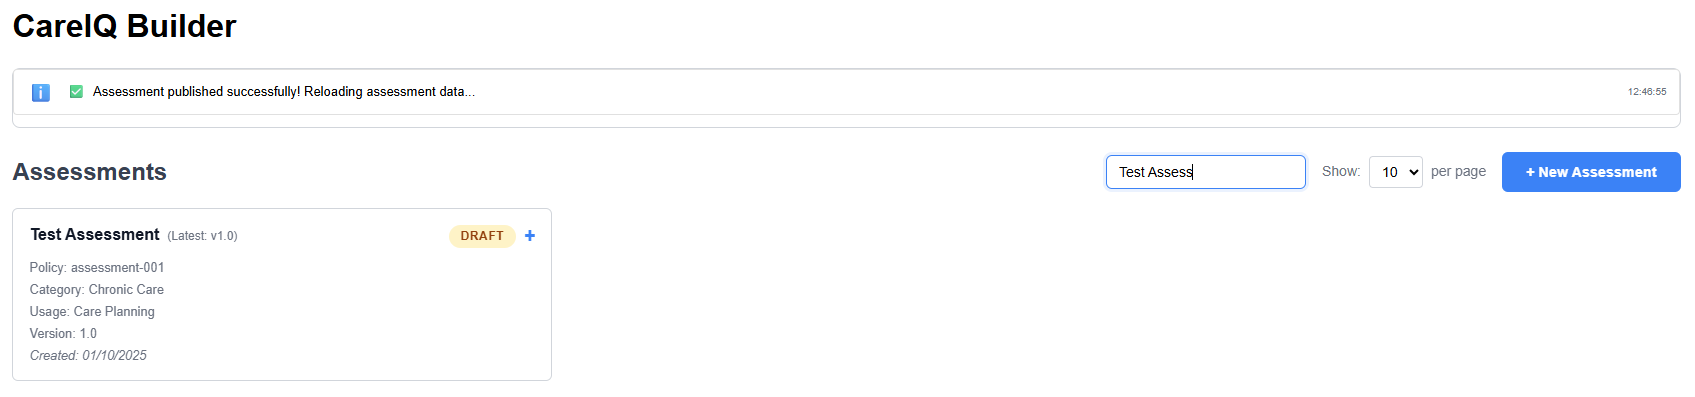 CareIQ Builder
Assessment published successfully! Reloading assessment data...
12:46:55
Assessments
Test Assess
Show:
10
per page
+ New Assessment
Test Assessment (Latest: v1.0)
DRAFT
+
Policy: assessment-001
Category: Chronic Care
Usage: Care Planning
Version: 1.0
Created: 01/10/2025